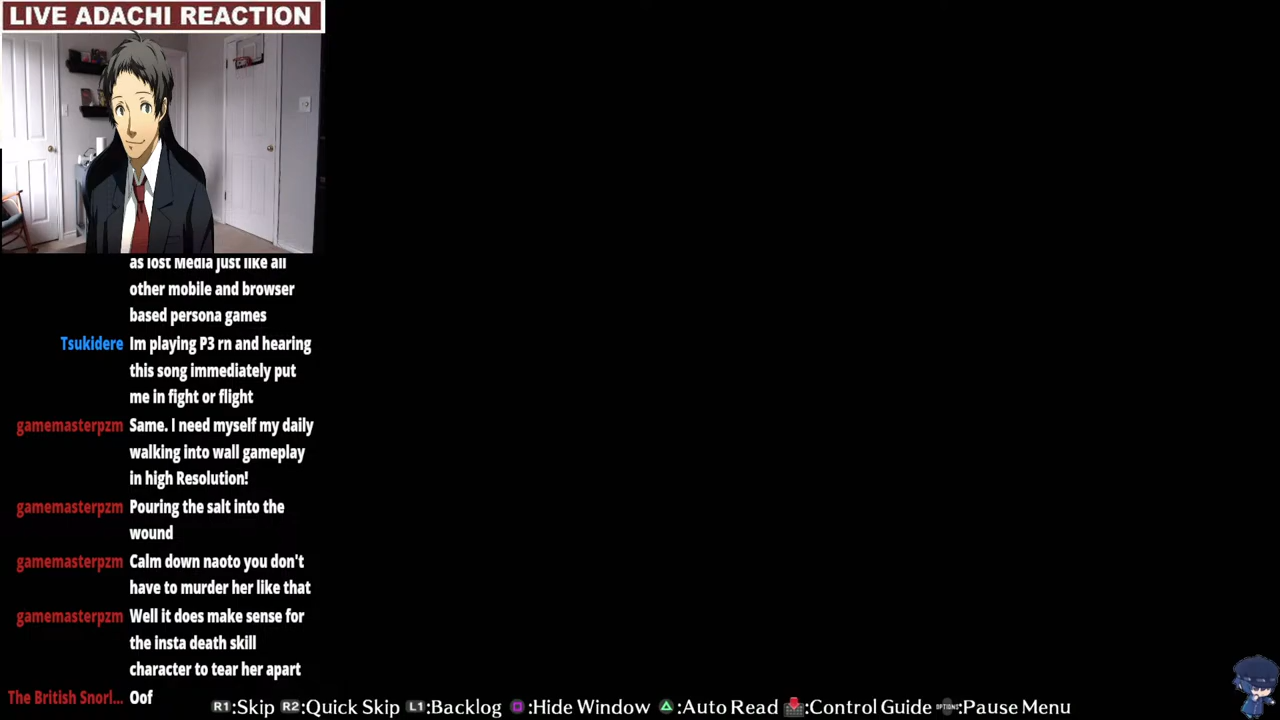 LIVE ADACHI REACTION
as lost Media just like all
other mobile and browser
based persona games
Tsukidere Im playing P3 rn and hearing
this song immediately put
me in fight or flight
gamemasterpzm Same. I need myself my daily
walking into wall gameplay
in high Resolution!
gamemasterpzm Pouring the salt into the
wound
gamemasterpzm Calm down naoto you don't
have to murder her like that
gamemasterpzm Well it does make sense for
the insta death skill
character to tear her apart
The British Snorl... Oof
R1:Skip R2:Quick Skip L1:Backlog :Hide Window :Auto Read :Control Guide OPTIONS:Pause Menu